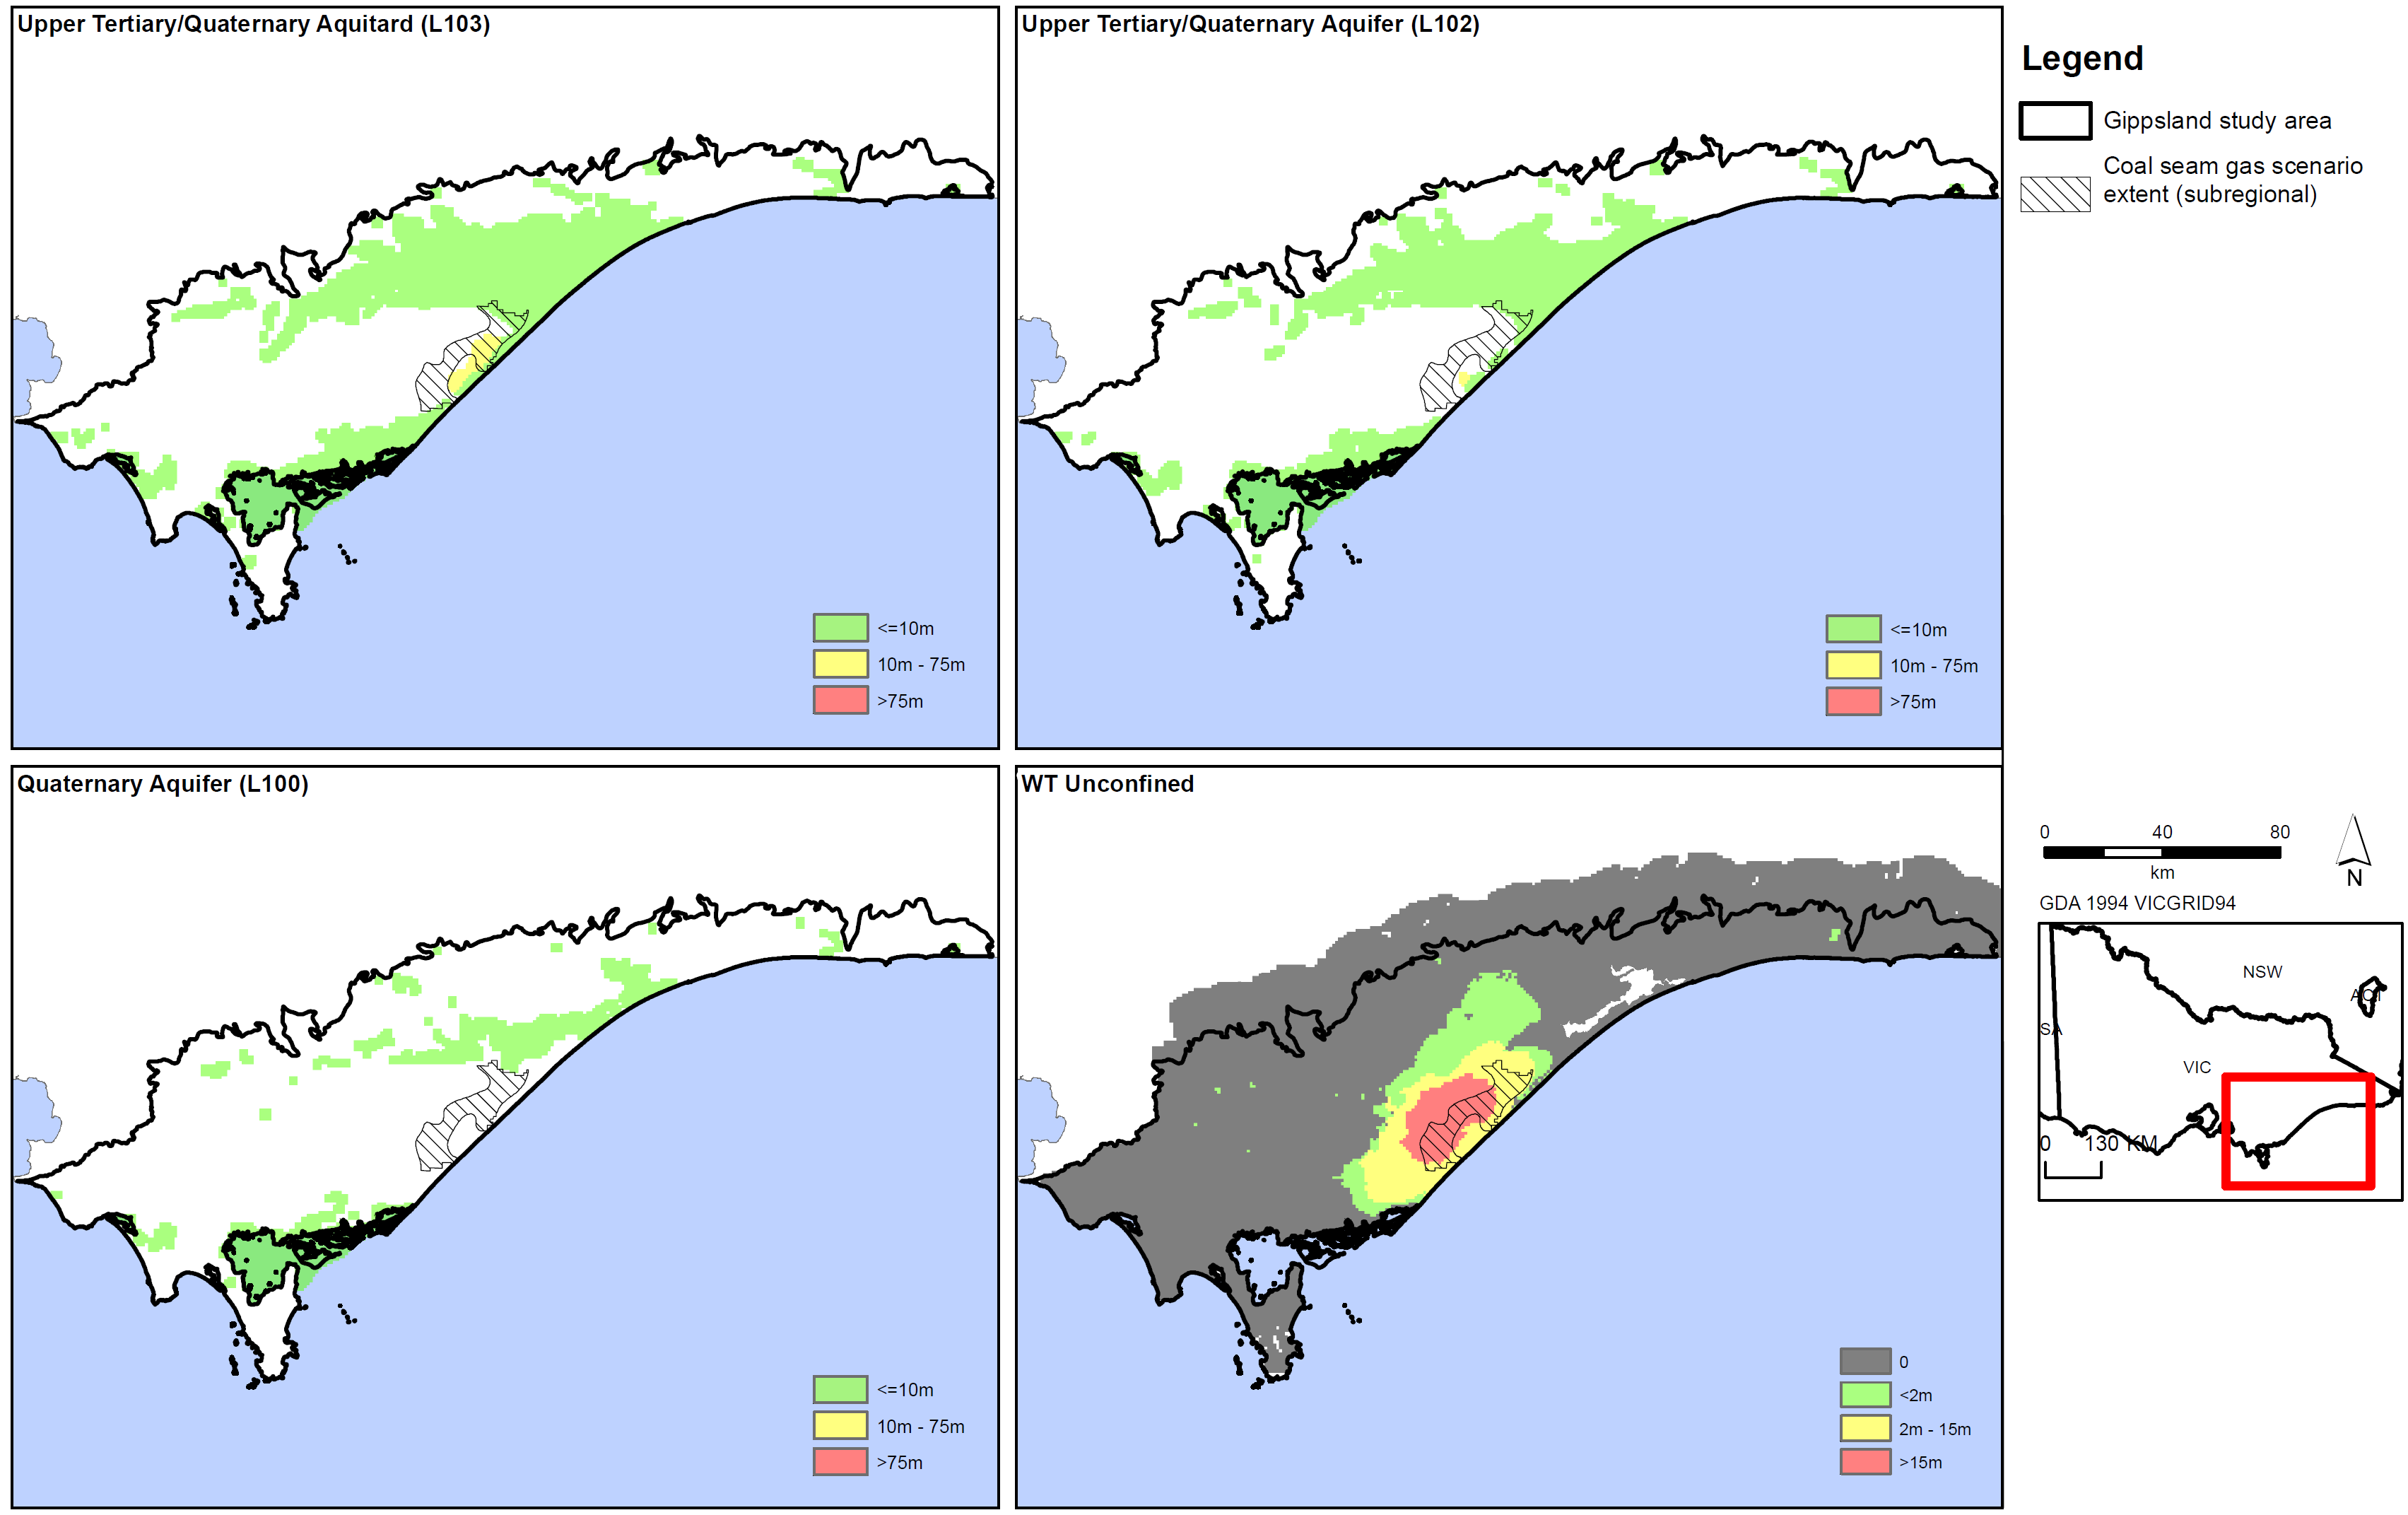 Upper Tertiary/Quaternary Aquitard (L103)
<=10m
10m - 75m
>75m
Upper Tertiary/Quaternary Aquifer (L102)
<=10m
10m - 75m
>75m
Legend
Gippsland study area
Coal seam gas scenario
extent (subregional)
Quaternary Aquifer (L100)
<=10m
10m - 75m
>75m
WT Unconfined
0
<2m
2m - 15m
>15m
0 40 80
km
N
GDA 1994 VICGRID94
NSW
ACT
SA
VIC
0 130 KM